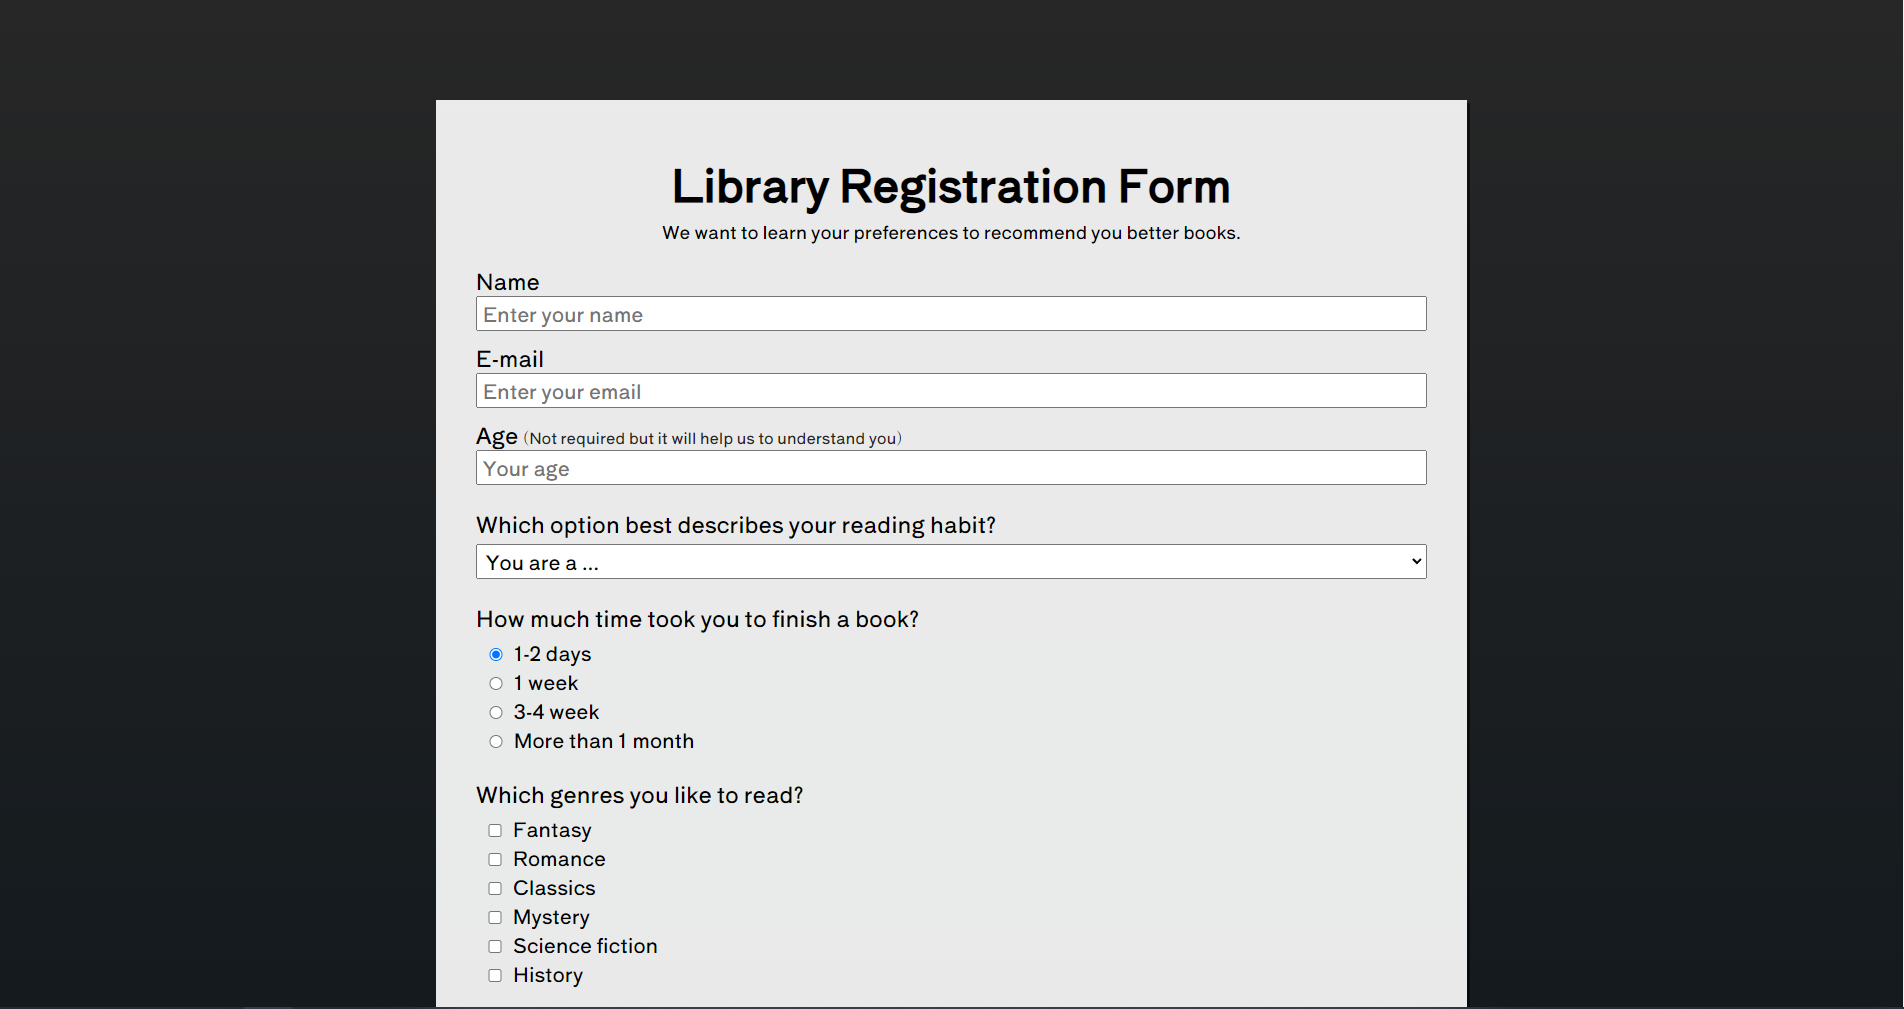 Library Registration Form
We want to learn your preferences to recommend you better books.
Name
Enter your name
E-mail
Enter your email
Age (Not required but it will help us to understand you)
Your age
Which option best describes your reading habit?
You are a ...
How much time took you to finish a book?
1-2 days
1 week
3-4 week
More than 1 month
Which genres you like to read?
Fantasy
Romance
Classics
Mystery
Science fiction
History